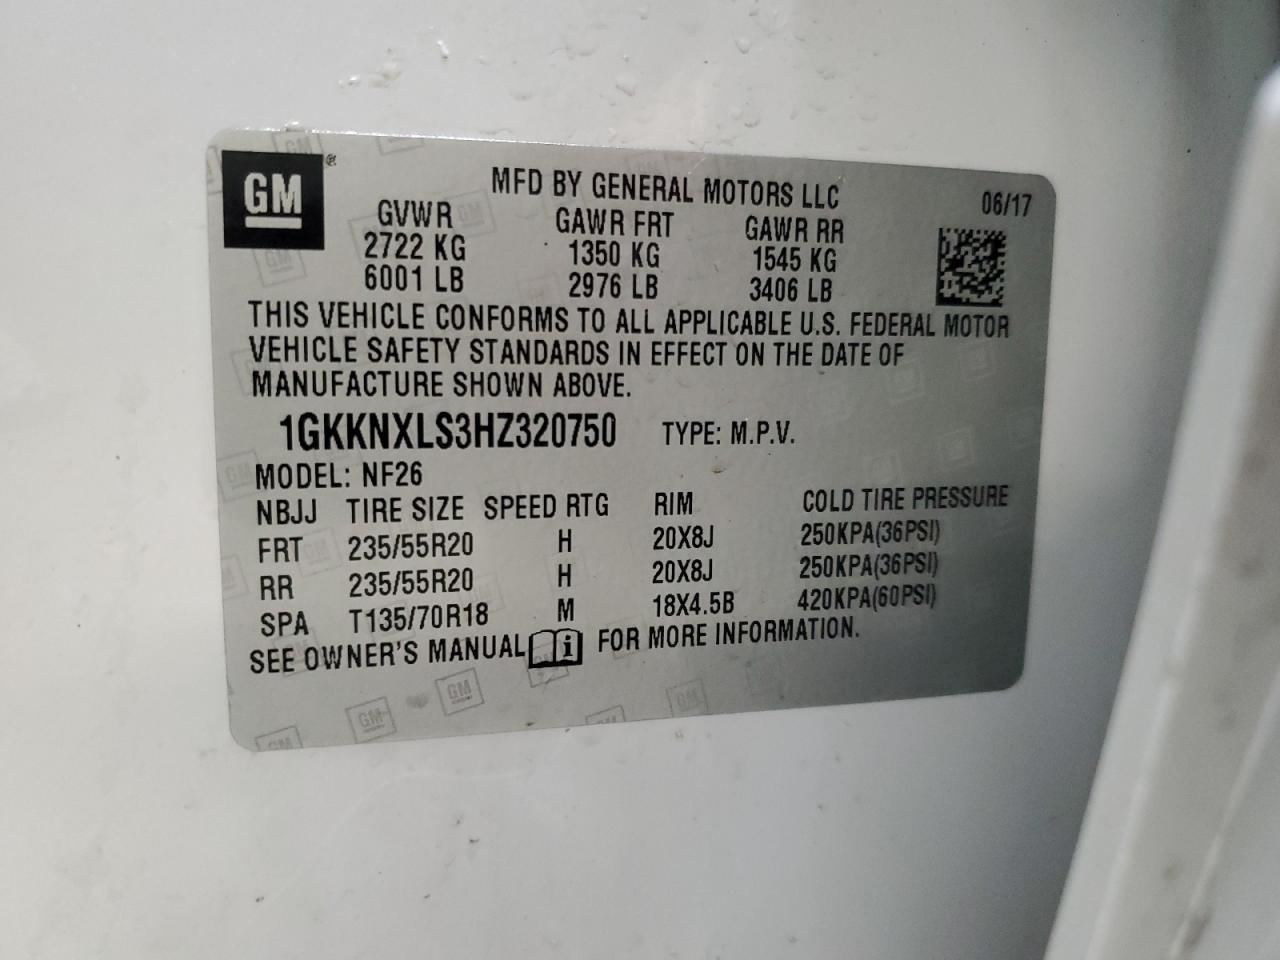 GM ®
MFD BY GENERAL MOTORS LLC 06/17
GVWR GAWR FRT GAWR RR
2722 KG 1350 KG 1545 KG
6001 LB 2976 LB 3406 LB
THIS VEHICLE CONFORMS TO ALL APPLICABLE U.S. FEDERAL MOTOR
VEHICLE SAFETY STANDARDS IN EFFECT ON THE DATE OF
MANUFACTURE SHOWN ABOVE.
1GKKNXLS3HZ320750 TYPE: M.P.V.
MODEL: NF26
NBJJ TIRE SIZE SPEED RTG RIM COLD TIRE PRESSURE
FRT 235/55R20 H 20X8J 250KPA(36PSI)
RR 235/55R20 H 20X8J 250KPA(36PSI)
SPA T135/70R18 M 18X4.5B 420KPA(60PSI)
SEE OWNER'S MANUAL i FOR MORE INFORMATION.